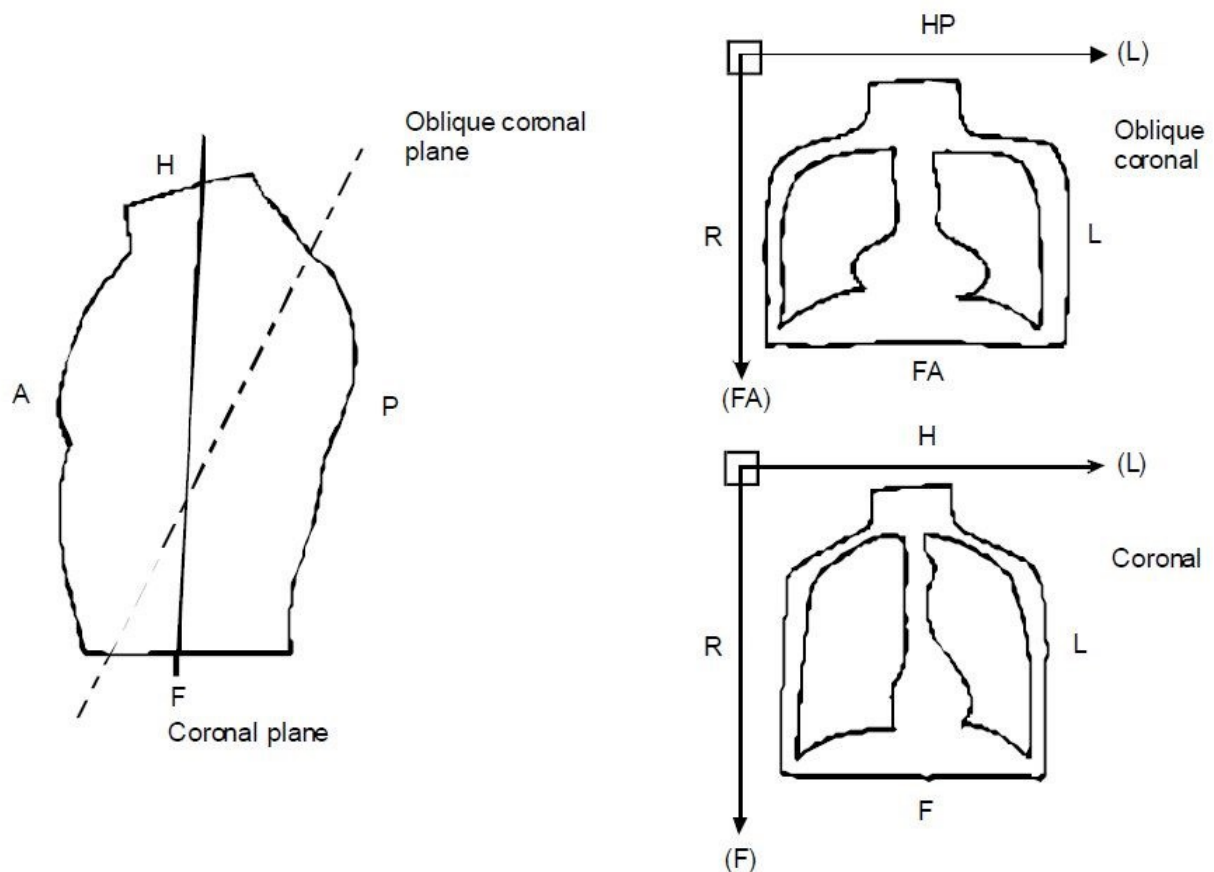 H
A
P
F
Coronal plane
Oblique coronal
plane
HP
(L)
Oblique
coronal
R
L
FA
(FA)
H
(L)
Coronal
R
L
F
(F)